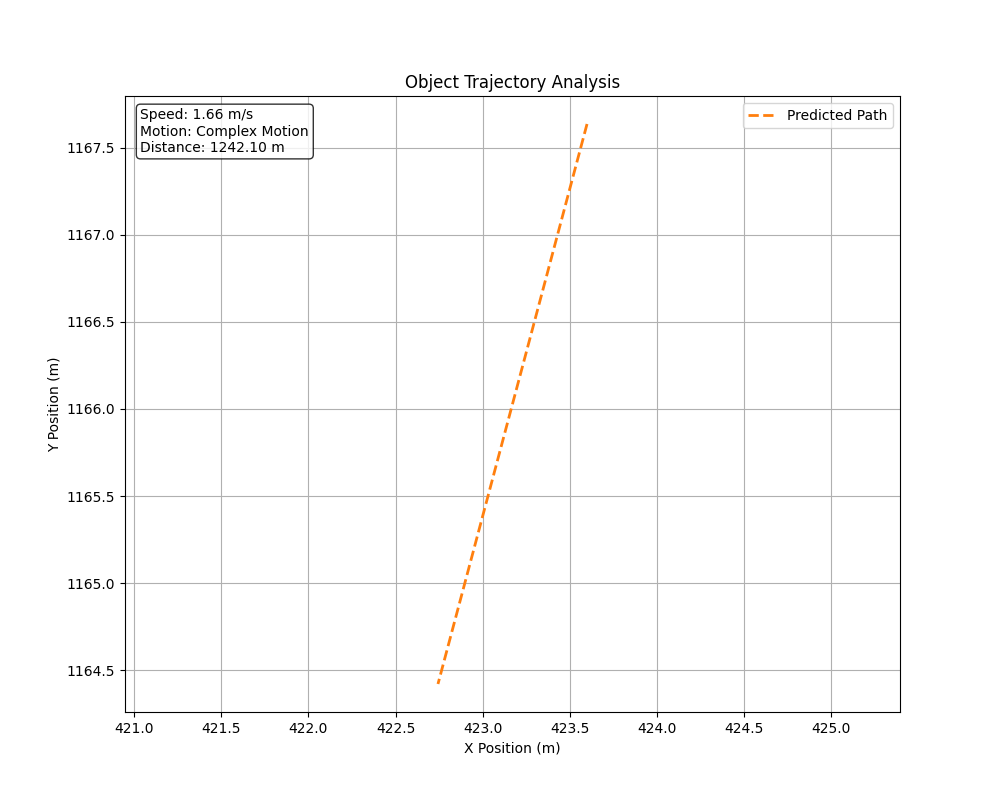 Object Trajectory Analysis
Speed: 1.66 m/s
Motion: Complex Motion
Distance: 1242.10 m
Predicted Path
1167.5
1167.0
1166.5
1166.0
1165.5
1165.0
1164.5
Y Position (m)
421.0 421.5 422.0 422.5 423.0 423.5 424.0 424.5 425.0
X Position (m)